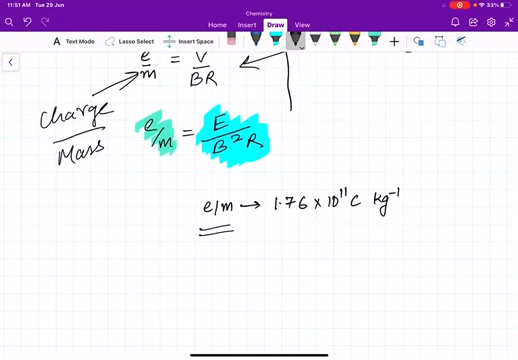 11:51 AM Tue 29 Jun
Chemistry
33%
Home Insert Draw View
A Text Mode Lasso Select Insert Space
e/m = V/BR
Charge
Mass
e/m = E/B²R
e/m → 1.76 × 10¹¹ C kg⁻¹